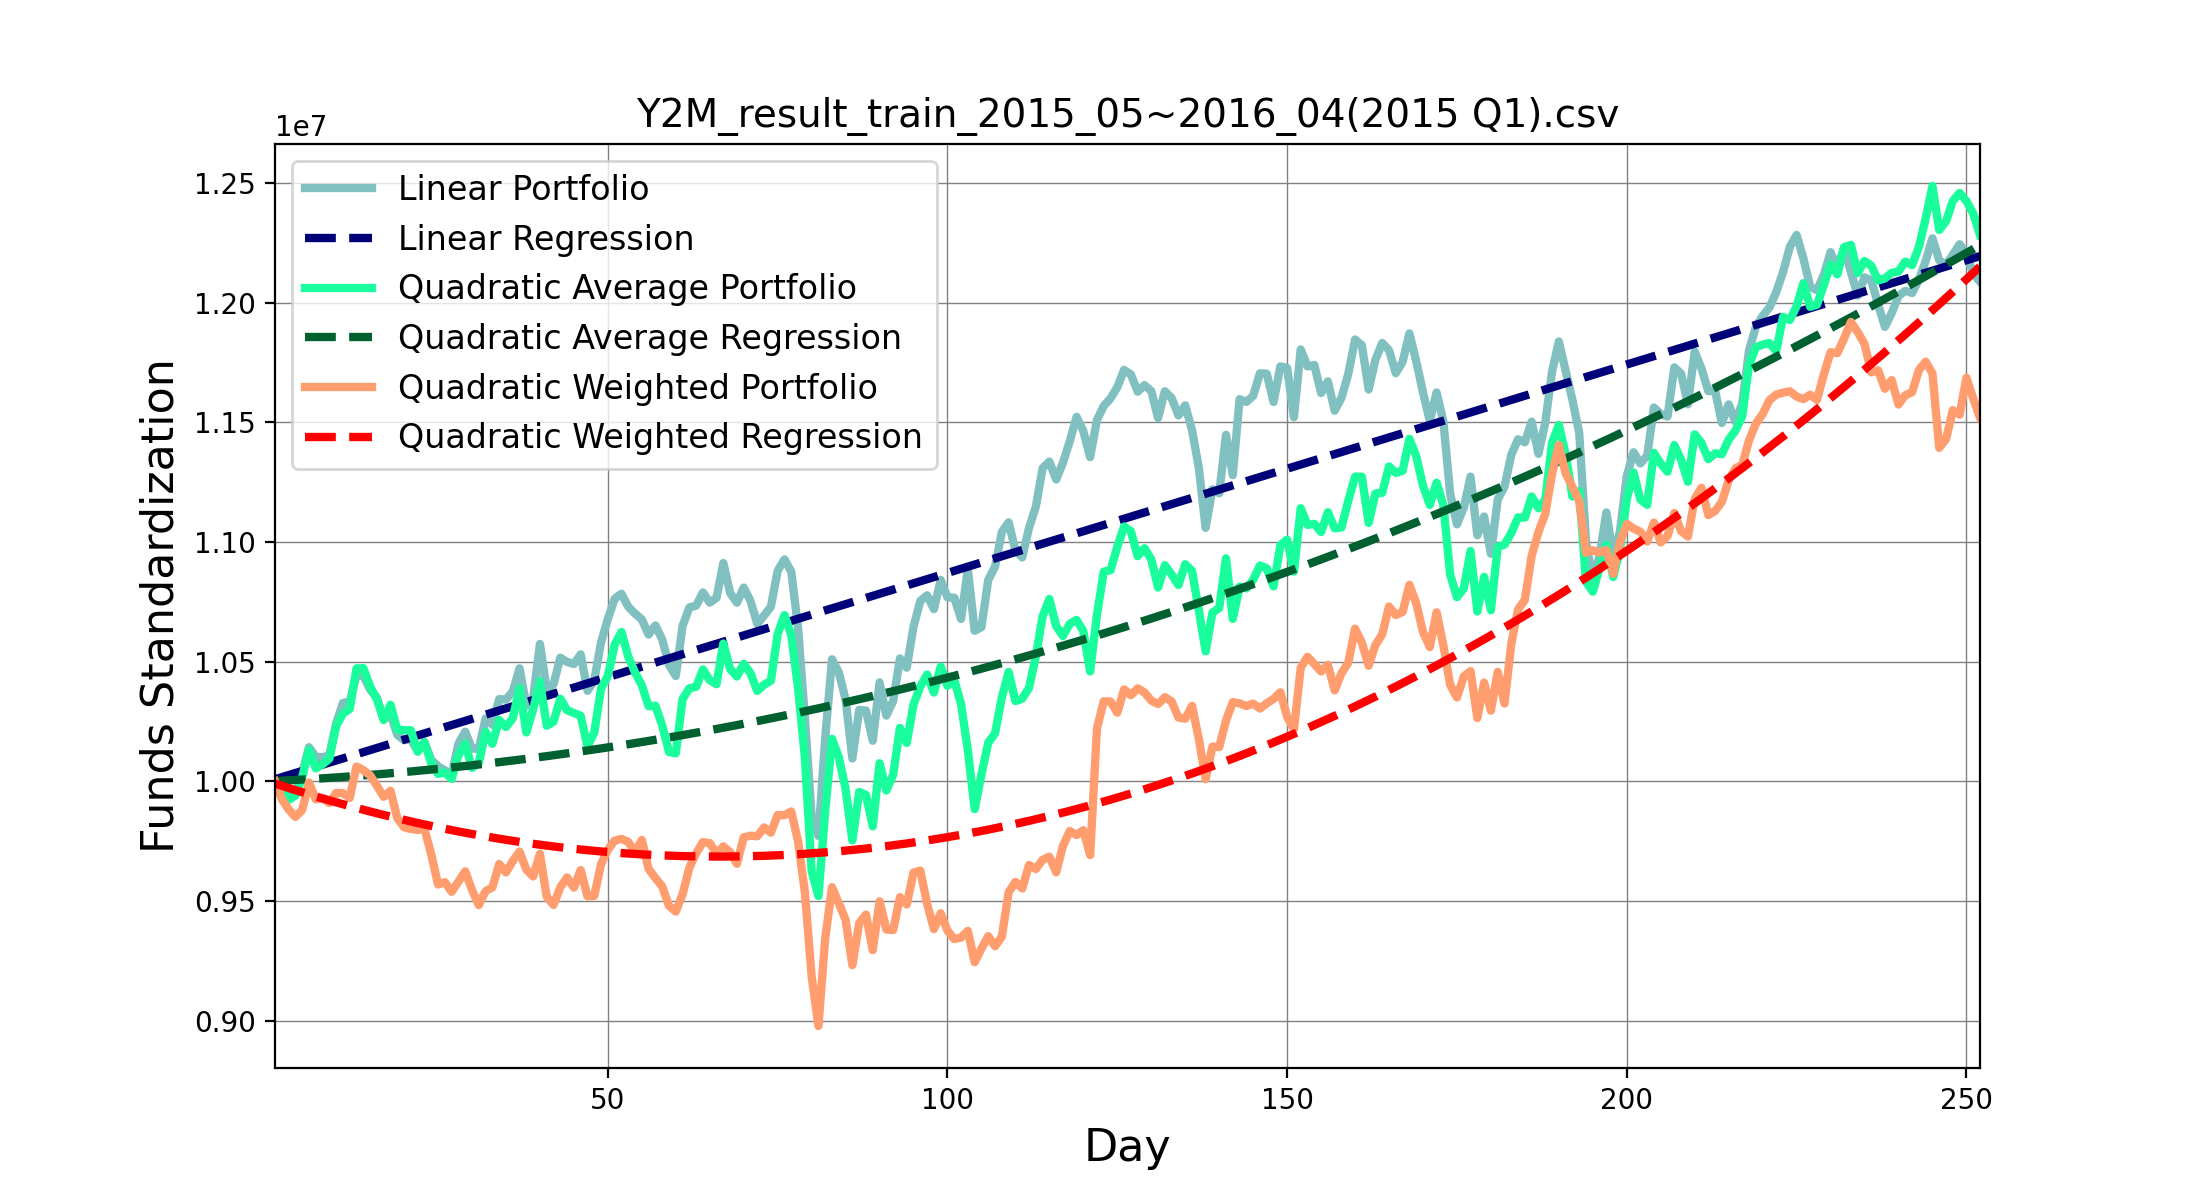 Y2M_result_train_2015_05~2016_04(2015 Q1).csv
1e7
1.25
1.20
1.15
1.10
1.05
1.00
0.95
0.90
Funds Standardization
Linear Portfolio
Linear Regression
Quadratic Average Portfolio
Quadratic Average Regression
Quadratic Weighted Portfolio
Quadratic Weighted Regression
50 100 150 200 250
Day